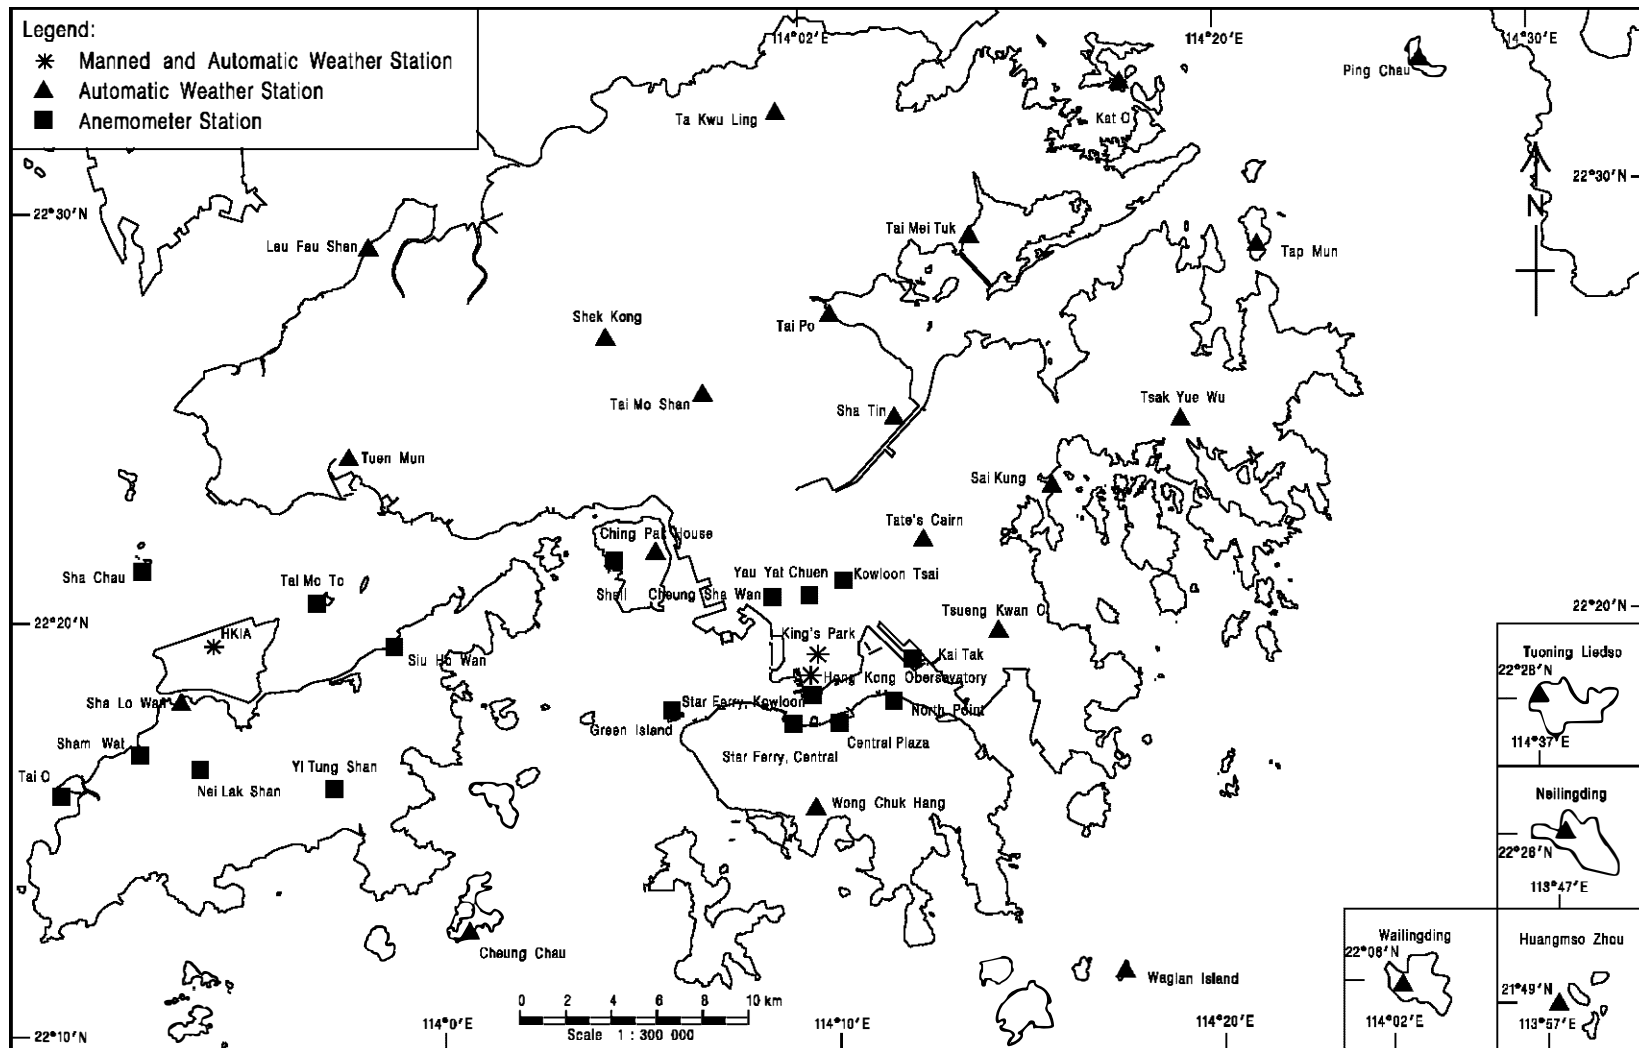 Legend:
Manned and Automatic Weather Station
Automatic Weather Station
Anemometer Station
114°02'E
114°20'E
114°30'E
Ping Chau
Ta Kwu Ling
Kat O
22°30'N
22°30'N
N
Lau Fau Shan
Tai Mei Tuk
Tap Mun
Shek Kong
Tai Po
Tai Mo Shan
Sha Tin
Tsak Yue Wu
Tuen Mun
Sai Kung
Tate's Cairn
Ching Pak House
Sha Chau
Tai Mo To
Yau Yat Chuen
Kowloon Tsai
Shell
Cheung Sha Wan
Tsueng Kwan O
22°20'N
22°20'N
HKIA
King's Park
Siu Ho Wan
Kai Tak
Hong Kong Obersevatory
Sha Lo Wan
Star Ferry, Kowloon
North Point
Green Island
Sham Wat
Central Plaza
Star Ferry, Central
Tai O
Yi Tung Shan
Nei Lak Shan
Wong Chuk Hang
Tuoning Liedso
22°28'N
114°37'E
Neilingding
22°26'N
113°47'E
Cheung Chau
Waglan Island
Wailingding
22°06'N
114°02'E
Huangmso Zhou
21°49'N
113°57'E
0 2 4 6 8 10 km
Scale 1 : 300 000
22°10'N
114°0'E
114°10'E
114°20'E